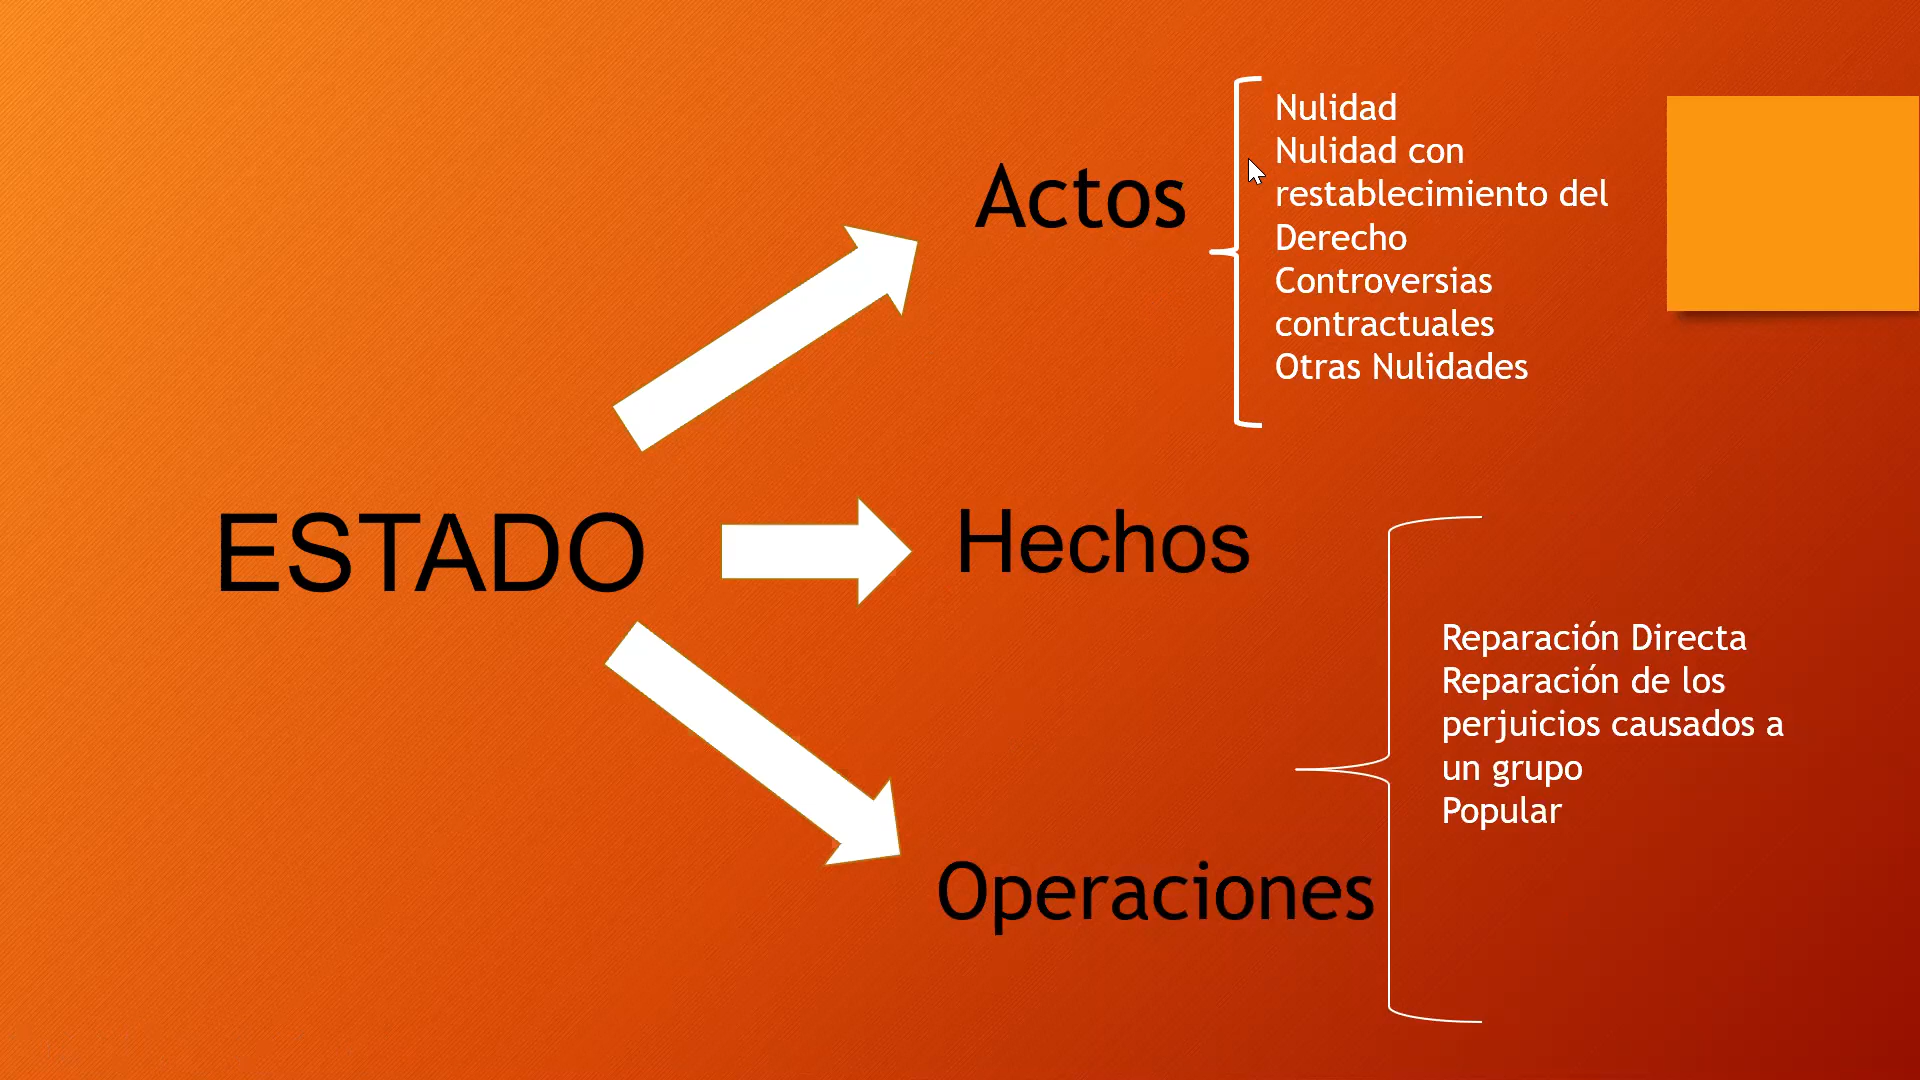 Nulidad
Nulidad con
restablecimiento del
Derecho
Controversias
contractuales
Otras Nulidades
Actos
ESTADO
Hechos
Reparación Directa
Reparación de los
perjuicios causados a
un grupo
Popular
Operaciones